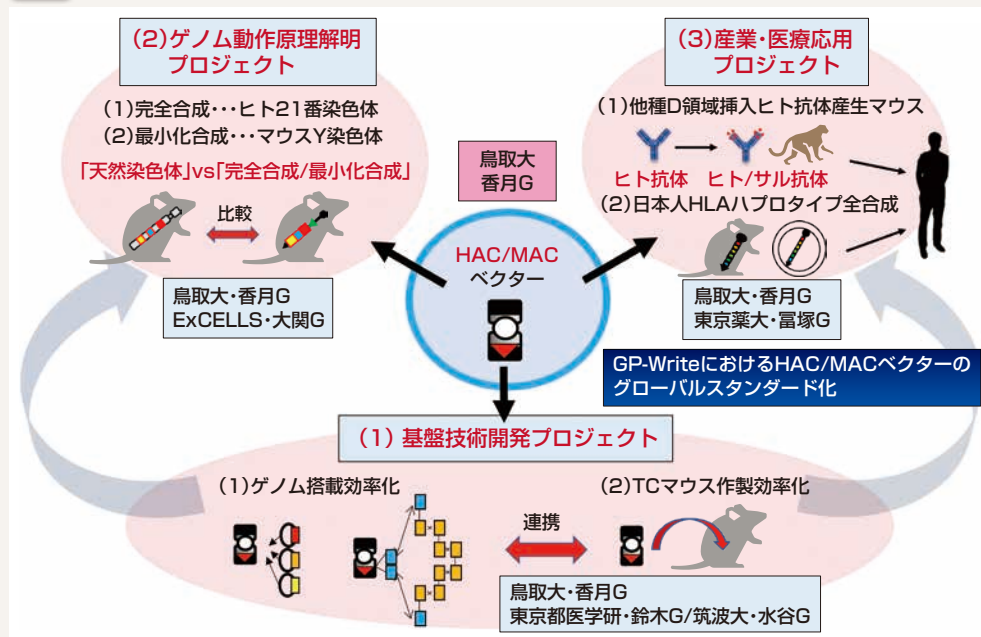 (2)ゲノム動作原理解明
プロジェクト
(1)完全合成･･･ヒト21番染色体
(2)最小化合成･･･マウスY染色体
「天然染色体」vs「完全合成/最小化合成」
比較
鳥取大・香月G
ExCELLS・大関G
鳥取大
香月G
HAC/MAC
ベクター
(3)産業・医療応用
プロジェクト
(1)他種D領域挿入ヒト抗体産生マウス
ヒト抗体
ヒト/サル抗体
(2)日本人HLAハプロタイプ全合成
鳥取大・香月G
東京薬大・冨塚G
GP-WriteにおけるHAC/MACベクターの
グローバルスタンダード化
(1) 基盤技術開発プロジェクト
(1)ゲノム搭載効率化
連携
(2)TCマウス作製効率化
鳥取大・香月G
東京都医学研・鈴木G/筑波大・水谷G